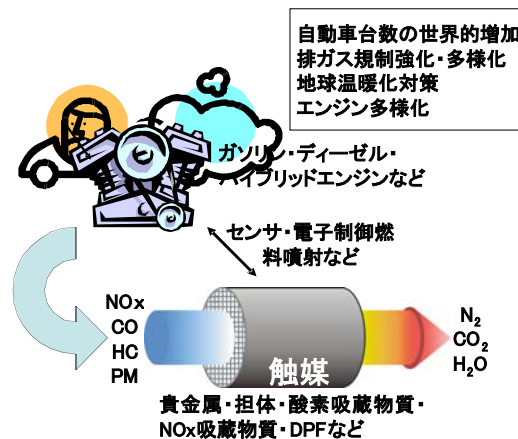 自動車台数の世界的増加
排ガス規制強化・多様化
地球温暖化対策
エンジン多様化
ガソリン・ディーゼル・
ハイブリッドエンジンなど
センサ・電子制御燃
料噴射など
NOx
CO
HC
PM
触媒
N₂
CO₂
H₂O
貴金属・担体・酸素吸蔵物質・
NOx吸蔵物質・DPFなど